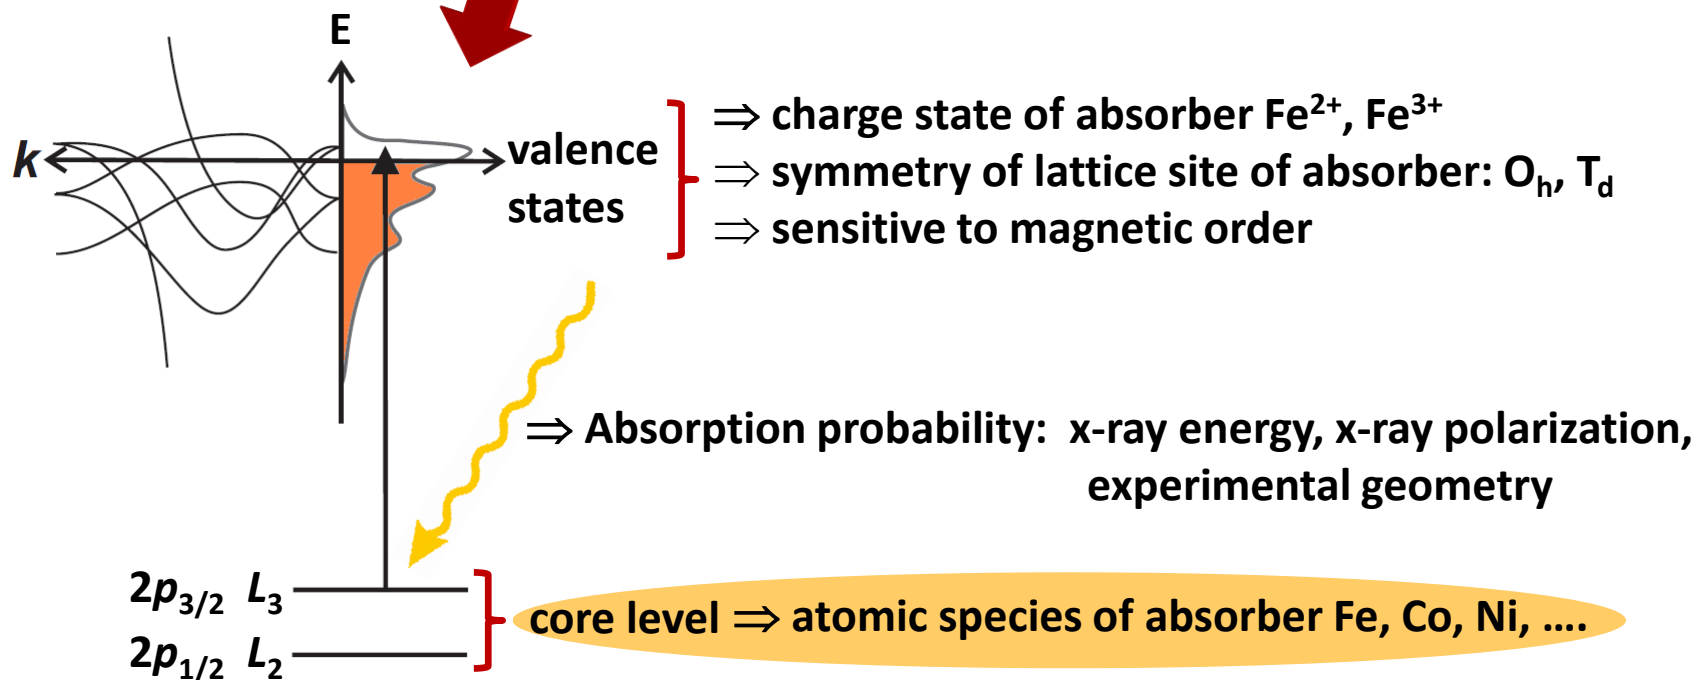 E
k
valence
states
⇒ charge state of absorber Fe²⁺, Fe³⁺
⇒ symmetry of lattice site of absorber: Oₕ, T_d
⇒ sensitive to magnetic order
⇒ Absorption probability: x-ray energy, x-ray polarization,
experimental geometry
2p₃/₂ L₃
core level ⇒ atomic species of absorber Fe, Co, Ni, ....
2p₁/₂ L₂